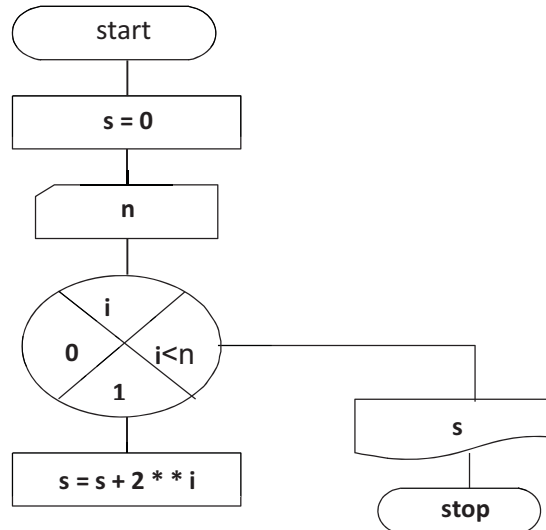 start
s = 0
n
i
0
i<n
1
s
s = s + 2 * * i
stop